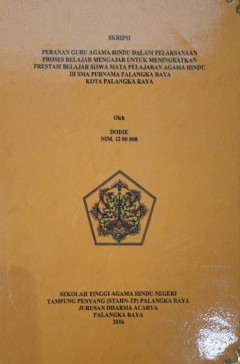 SKRIPSI
PERANAN GURU AGAMA HINDU DALAM PELAKSANAAN
PROSES BELAJAR MENGAJAR UNTUK MENINGKATKAN
PRESTASI BELAJAR SISWA MATA PELAJARAN AGAMA HINDU
DI SMA PURNAMA PALANGKA RAYA
KOTA PALANGKA RAYA
Oleh
DODIE
NIM. 12 00 008
SEKOLAH TINGGI AGAMA HINDU NEGERI
TAMPUNG PENYANG (STAHN-TP) PALANGKA RAYA
JURUSAN DHARMA ACARYA
PALANGKA RAYA
2016